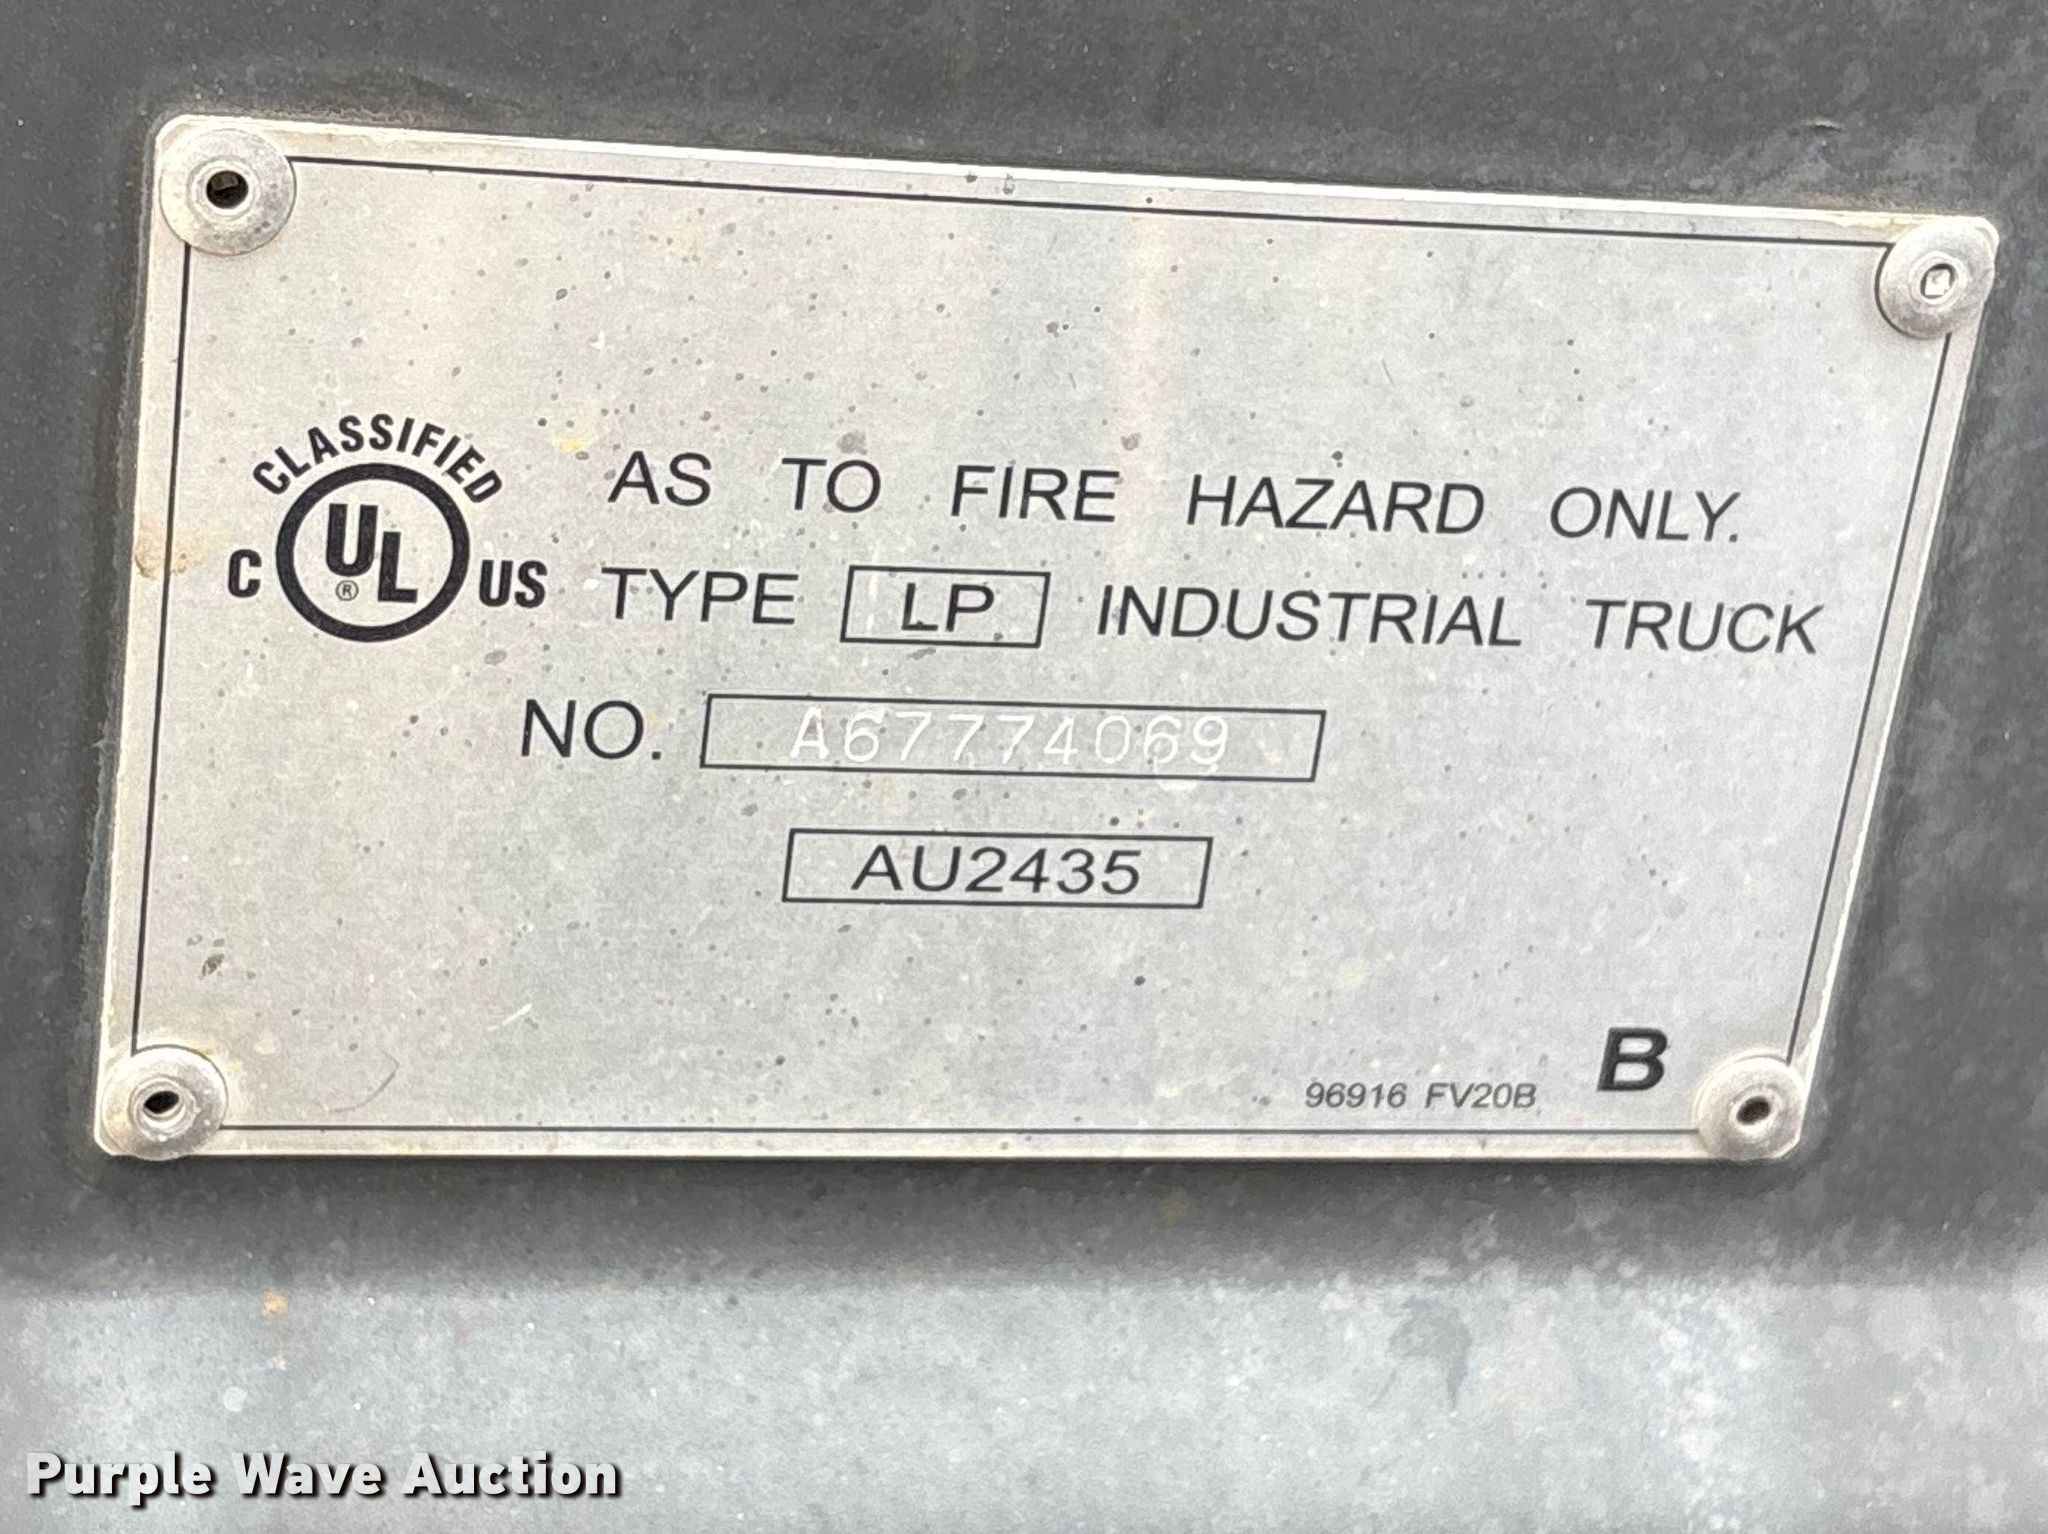 CLASSIFIED
C UL® US
AS TO FIRE HAZARD ONLY.
TYPE LP INDUSTRIAL TRUCK
NO. A67774069
AU2435
96916 FV20B B
Purple Wave Auction